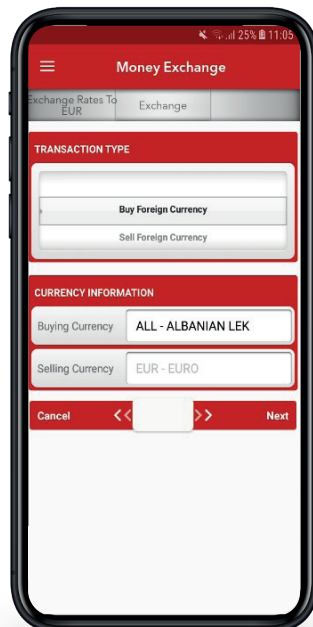 25% 11:05
Money Exchange
Exchange Rates To
EUR
Exchange
TRANSACTION TYPE
Buy Foreign Currency
Sell Foreign Currency
CURRENCY INFORMATION
Buying Currency ALL - ALBANIAN LEK
Selling Currency EUR - EURO
Cancel << >> Next